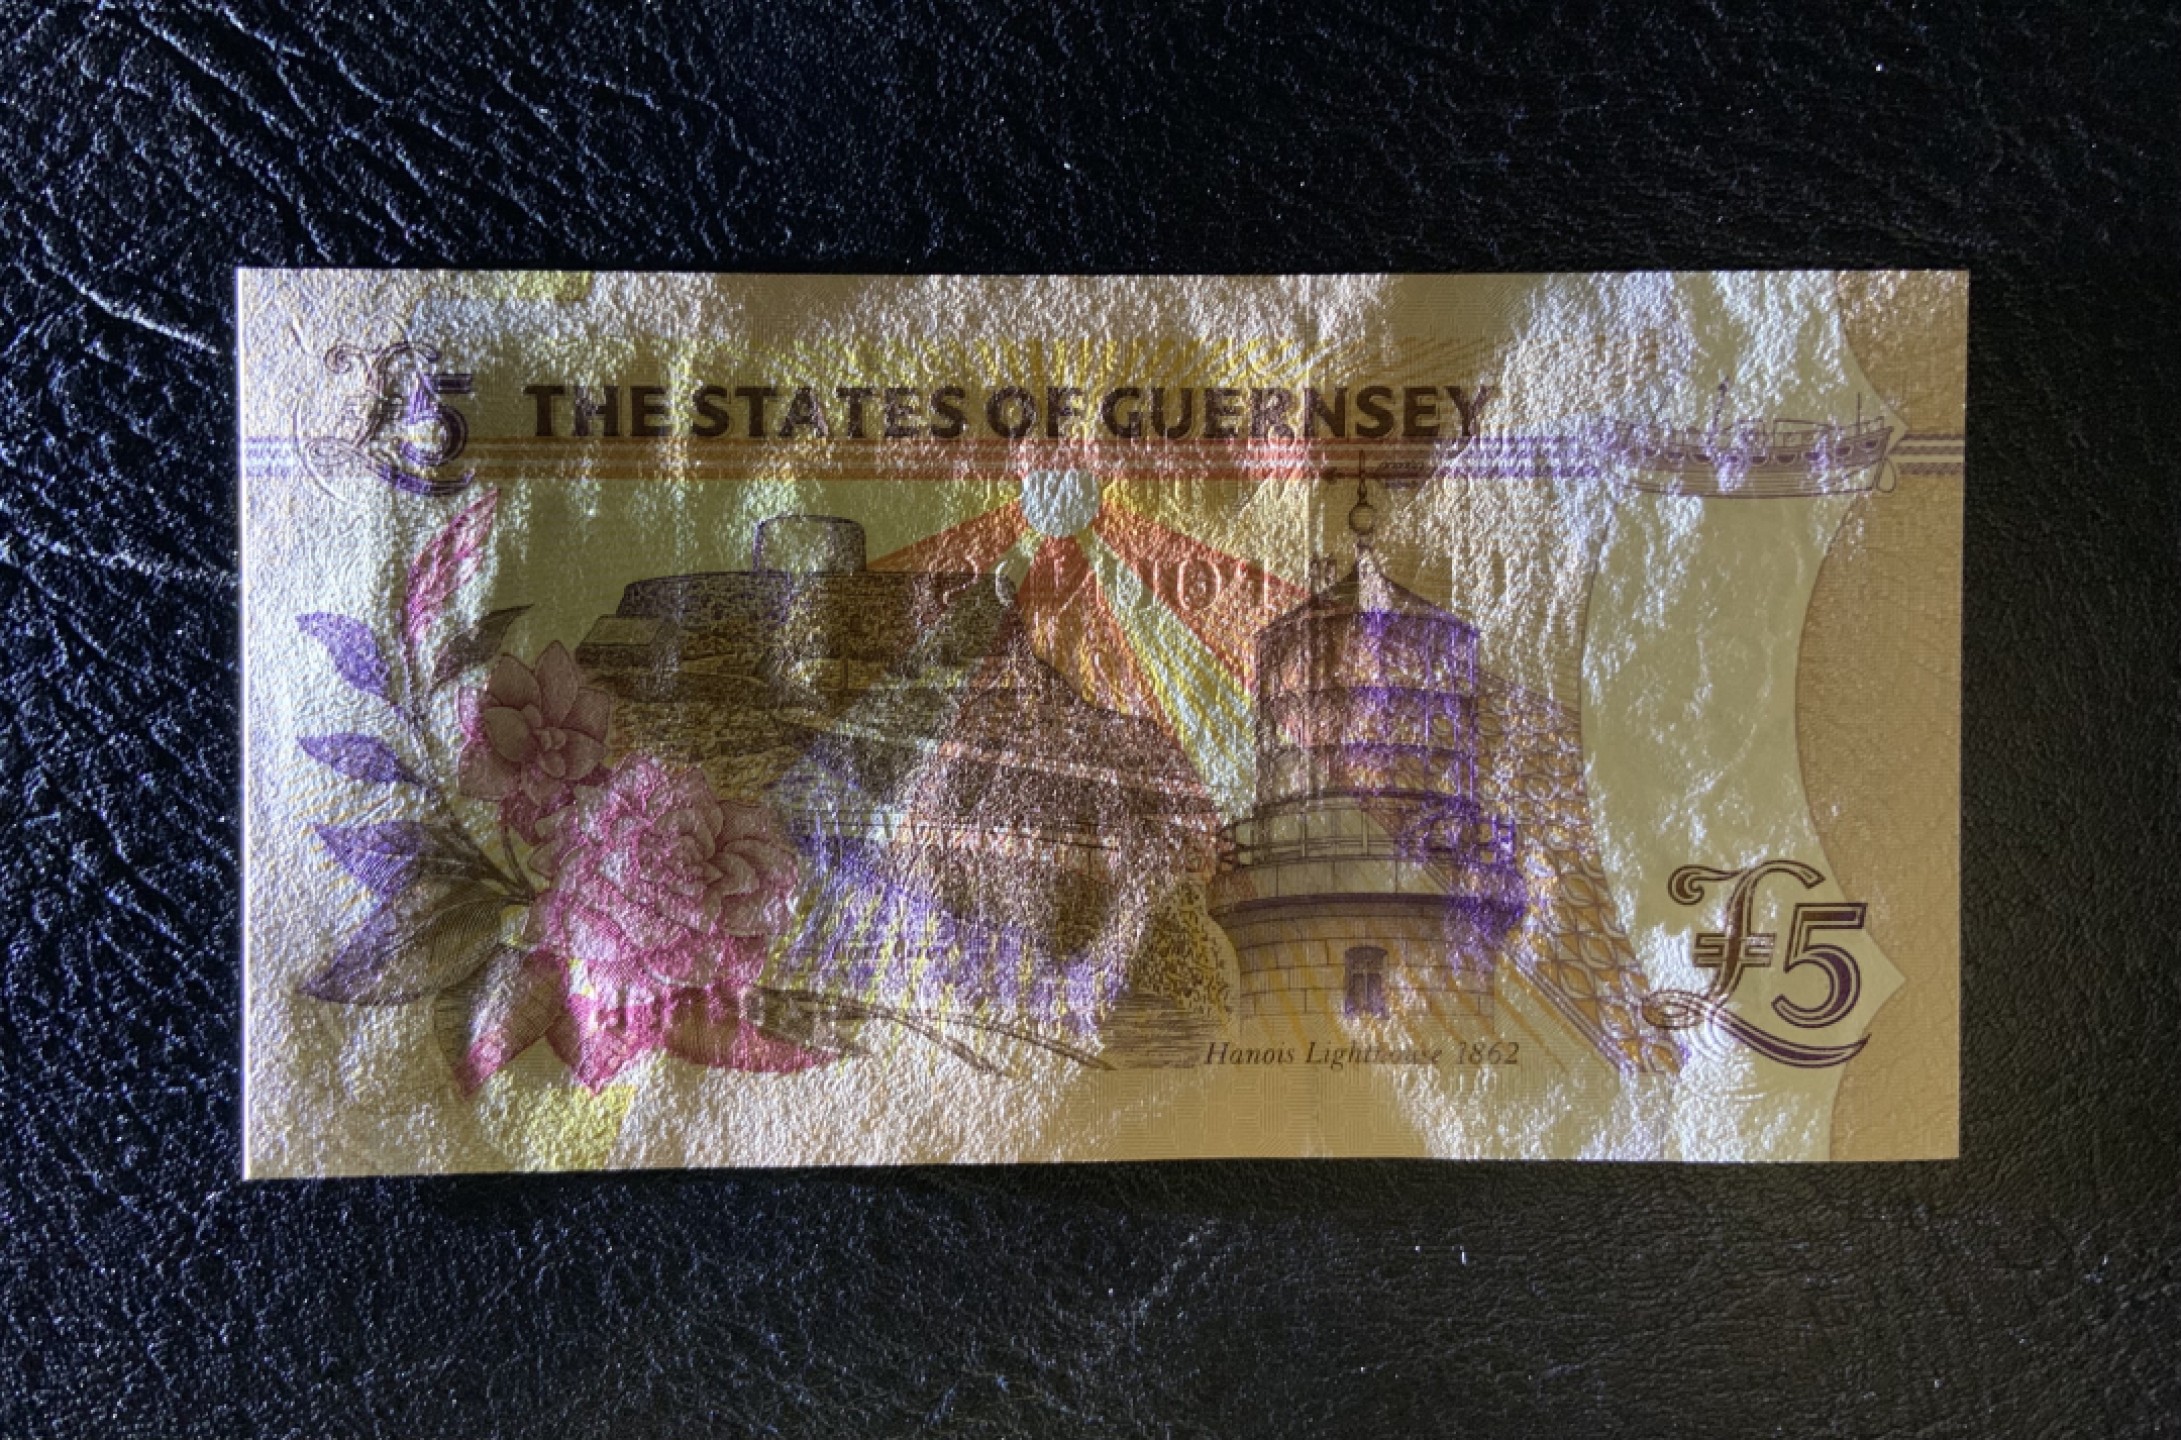 £5 THE STATES OF GUERNSEY
£5
Hanois Lighthouse 1862